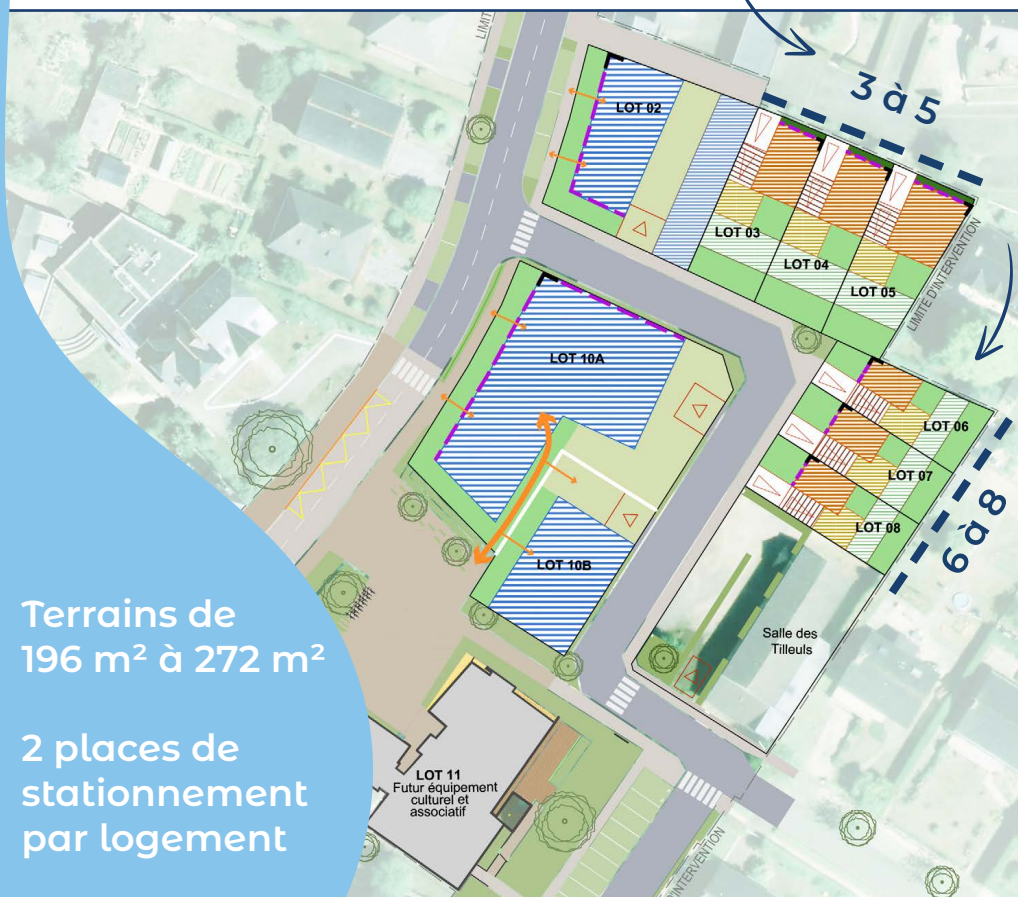 LIMIT
3 à 5
LOT 02
LOT 03
LOT 04
LOT 05
LIMITE D'INTERVENTION
LOT 10A
LOT 06
LOT 07
LOT 08
6 à 8
LOT 10B
Salle des
Tilleuls
Terrains de
196 m² à 272 m²
2 places de
stationnement
par logement
LOT 11
Futur équipement
culturel et
associatif
D'INTERVENTION